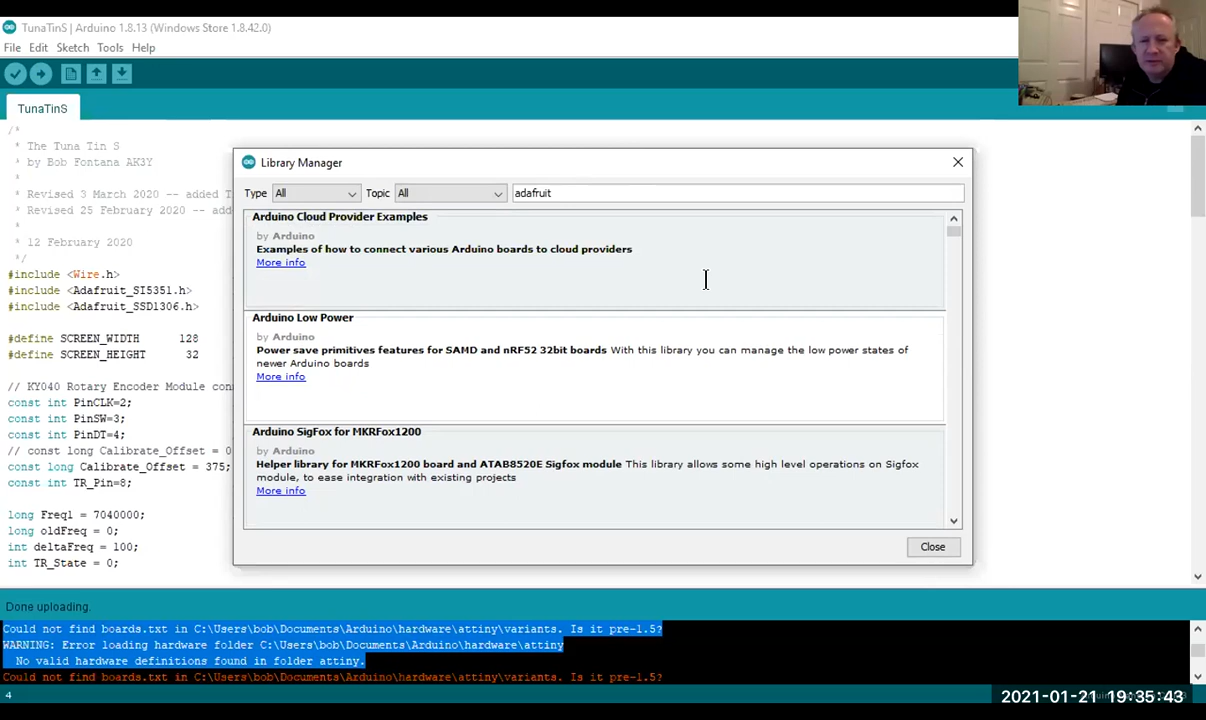 TunaTinS | Arduino 1.8.13 (Windows Store 1.8.42.0)
File Edit Sketch Tools Help
TunaTinS
/*
* The Tuna Tin S
* by Bob Fontana AK3Y
*
* Revised 3 March 2020 -- added T
* Revised 25 February 2020 -- add
*
* 12 February 2020
*/
#include <Wire.h>
#include <Adafruit_SI5351.h>
#include <Adafruit_SSD1306.h>
#define SCREEN_WIDTH 128
#define SCREEN_HEIGHT 32
// KY040 Rotary Encoder Module con
const int PinCLK=2;
const int PinSW=3;
const int PinDT=4;
// const long Calibrate_Offset = 0
const long Calibrate_Offset = 375;
const int TR_Pin=8;
long Freq1 = 7040000;
long oldFreq = 0;
int deltaFreq = 100;
int TR_State = 0;
Library Manager
Type All Topic All adafruit
Arduino Cloud Provider Examples
by Arduino
Examples of how to connect various Arduino boards to cloud providers
More info
Arduino Low Power
by Arduino
Power save primitives features for SAMD and nRF52 32bit boards With this library you can manage the low power states of
newer Arduino boards
More info
Arduino SigFox for MKRFox1200
by Arduino
Helper library for MKRFox1200 board and ATAB8520E Sigfox module This library allows some high level operations on Sigfox
module, to ease integration with existing projects
More info
Close
Done uploading.
Could not find boards.txt in C:\Users\bob\Documents\Arduino\hardware\attiny\variants. Is it pre-1.5?
WARNING: Error loading hardware folder C:\Users\bob\Documents\Arduino\hardware\attiny
No valid hardware definitions found in folder attiny.
Could not find boards.txt in C:\Users\bob\Documents\Arduino\hardware\attiny\variants. Is it pre-1.5?
4
2021-01-21 19:35:43